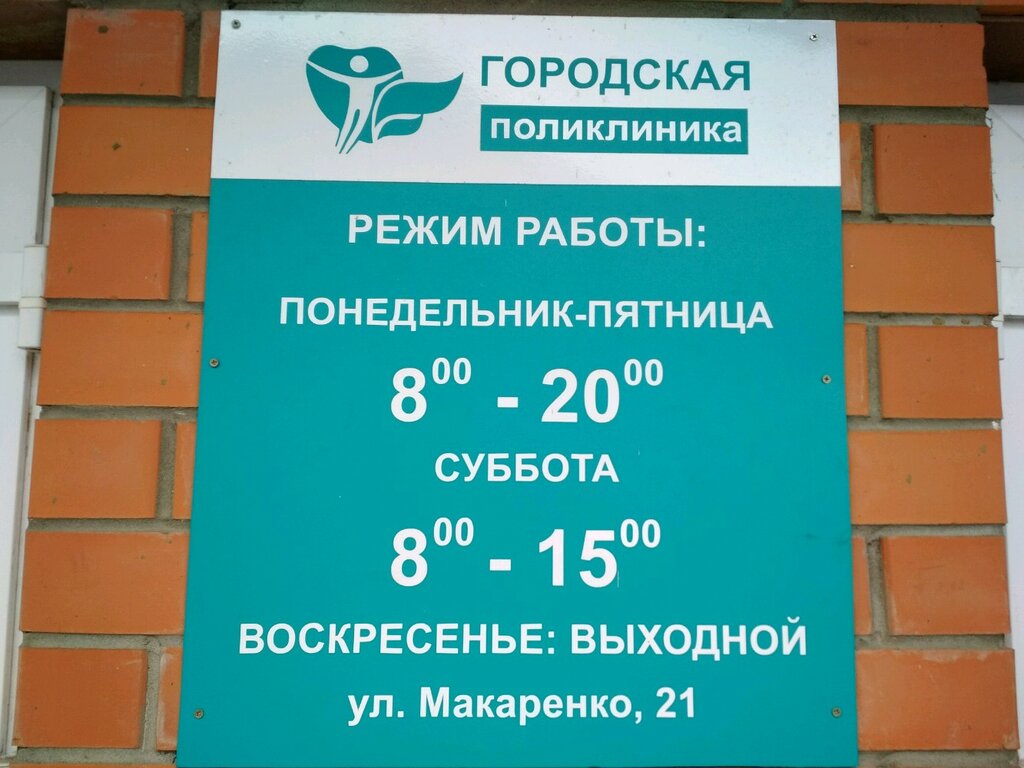 ГОРОДСКАЯ
ПОЛИКЛИНИКА
РЕЖИМ РАБОТЫ:
ПОНЕДЕЛЬНИК-ПЯТНИЦА
8⁰⁰ - 20⁰⁰
СУББОТА
8⁰⁰ - 15⁰⁰
ВОСКРЕСЕНЬЕ: ВЫХОДНОЙ
ул. Макаренко, 21